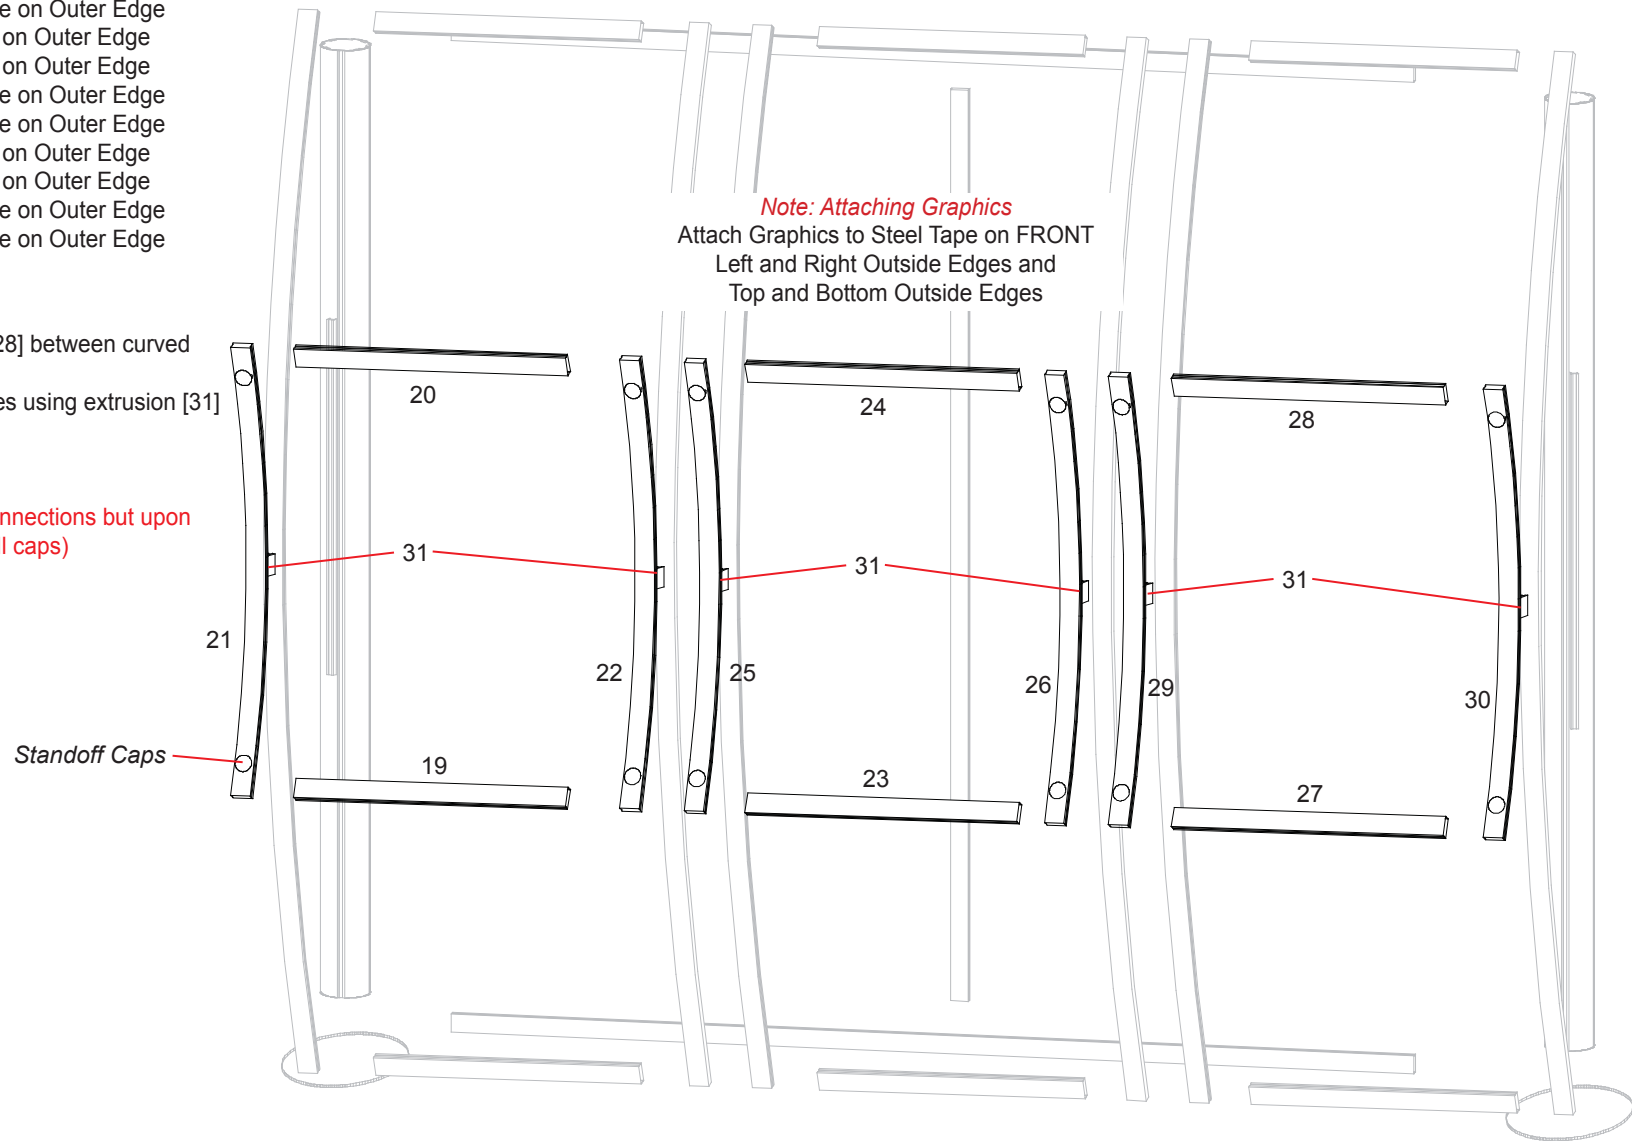 e on Outer Edge
on Outer Edge
on Outer Edge
e on Outer Edge
e on Outer Edge
on Outer Edge
on Outer Edge
e on Outer Edge
e on Outer Edge
Note: Attaching Graphics
Attach Graphics to Steel Tape on FRONT
Left and Right Outside Edges and
Top and Bottom Outside Edges
28] between curved
es using extrusion [31]
nnections but upon
l caps)
20
24
28
31
31
31
21
22
25
26
29
30
Standoff Caps
19
23
27